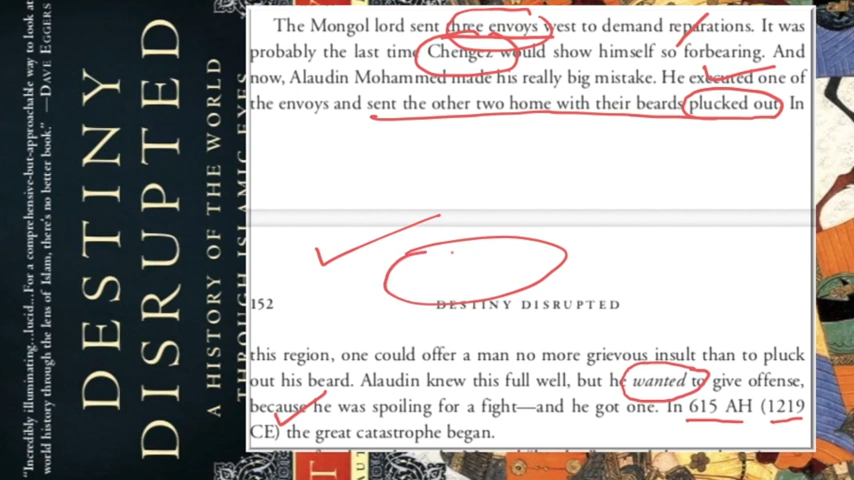 "Incredibly illuminating...lucid...For a comprehensive-but-approachable way to look at
world history through the lens of Islam, there's no better book." —DAVE EGGERS
DESTINY
DISRUPTED
A HISTORY OF THE WORLD
THROUGH ISLAMIC EYES
The Mongol lord sent three envoys west to demand reparations. It was
probably the last time Chengez would show himself so forbearing. And
now, Alaudin Mohammed made his really big mistake. He executed one of
the envoys and sent the other two home with their beards plucked out. In
152
DESTINY DISRUPTED
this region, one could offer a man no more grievous insult than to pluck
out his beard. Alaudin knew this full well, but he wanted to give offense,
because he was spoiling for a fight—and he got one. In 615 AH (1219
CE) the great catastrophe began.